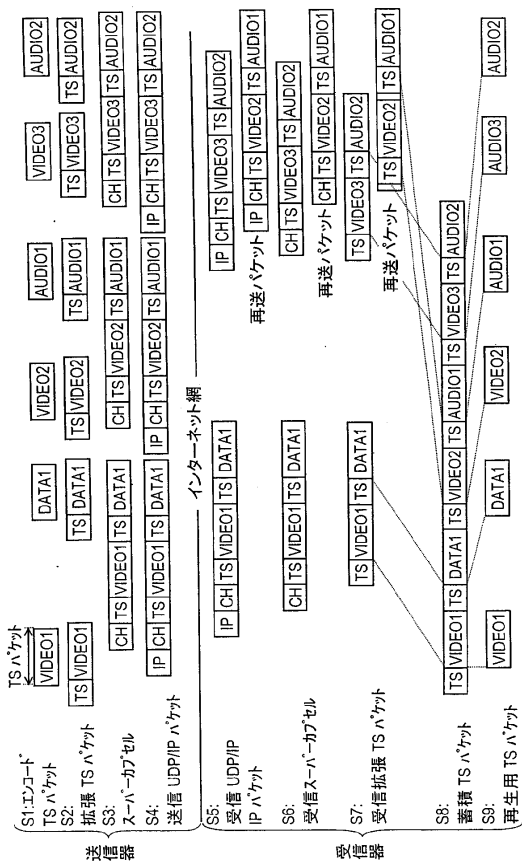 TSパケット
S1:エンコード
TSパケット
VIDEO1 DATA1 VIDEO2 AUDIO1 VIDEO3 AUDIO2
S2:
拡張 TSパケット
TS VIDEO1 TS DATA1 TS VIDEO2 TS AUDIO1 TS VIDEO3 TS AUDIO2
S3:
スーパーカプセル
CH TS VIDEO1 TS DATA1 CH TS VIDEO2 TS AUDIO1 CH TS VIDEO3 TS AUDIO2
S4:
送信 UDP/IP パケット
IP CH TS VIDEO1 TS DATA1 IP CH TS VIDEO2 TS AUDIO1 IP CH TS VIDEO3 TS AUDIO2
送信器
インターネット網
S5:
受信 UDP/IP
IPパケット
IP CH TS VIDEO1 TS DATA1 IP CH TS VIDEO3 TS AUDIO2
再送パケット IP CH TS VIDEO2 TS AUDIO1
S6:
受信スーパーカプセル
CH TS VIDEO1 TS DATA1 CH TS VIDEO3 TS AUDIO2
再送パケット CH TS VIDEO2 TS AUDIO1
S7:
受信拡張 TSパケット
TS VIDEO1 TS DATA1 TS VIDEO3 TS AUDIO2
再送パケット TS VIDEO2 TS AUDIO1
S8:
蓄積 TSパケット
TS VIDEO1 TS DATA1 TS VIDEO2 TS AUDIO1 TS VIDEO3 TS AUDIO2
S9:
再生用 TSパケット
VIDEO1 DATA1 VIDEO2 AUDIO1 AUDIO3 AUDIO2
受信器